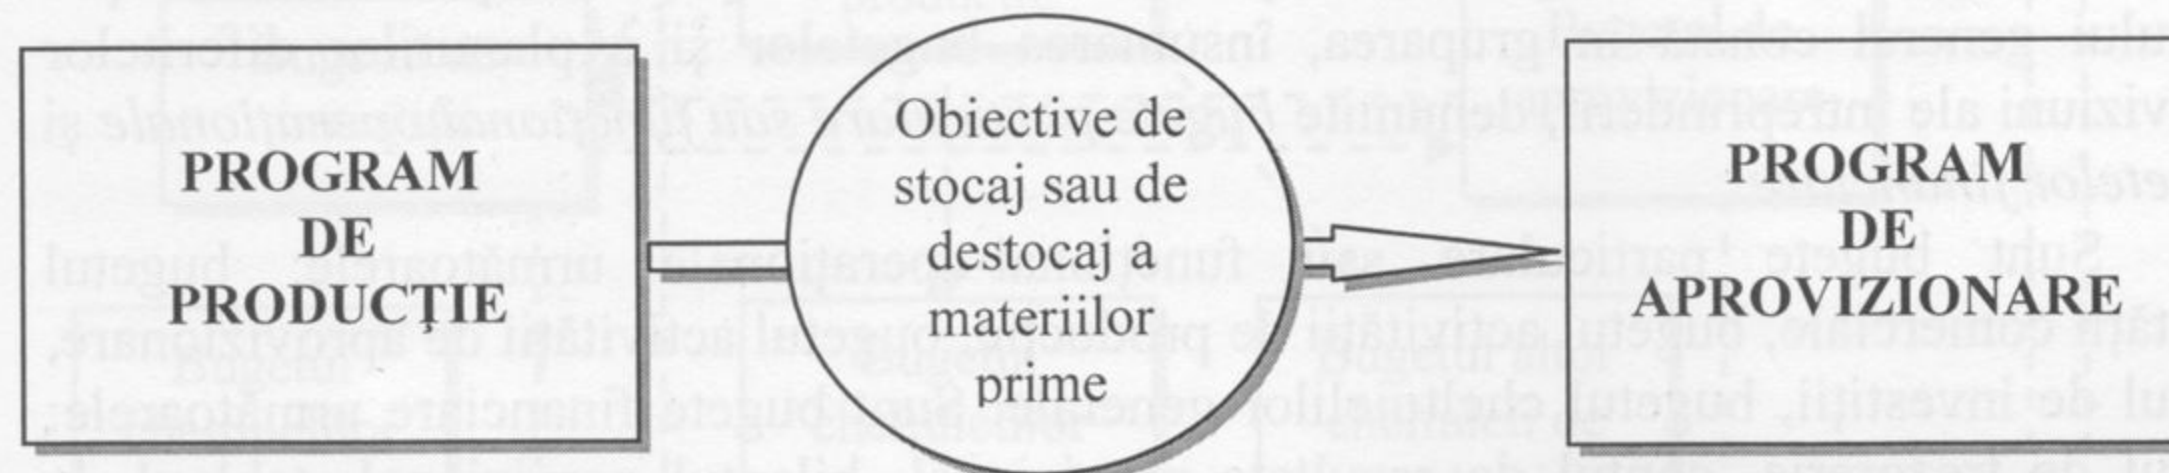 PROGRAM
DE
PRODUCȚIE
Obiective de
stocaj sau de
destocaj a
materiilor
prime
PROGRAM
DE
APROVIZIONARE